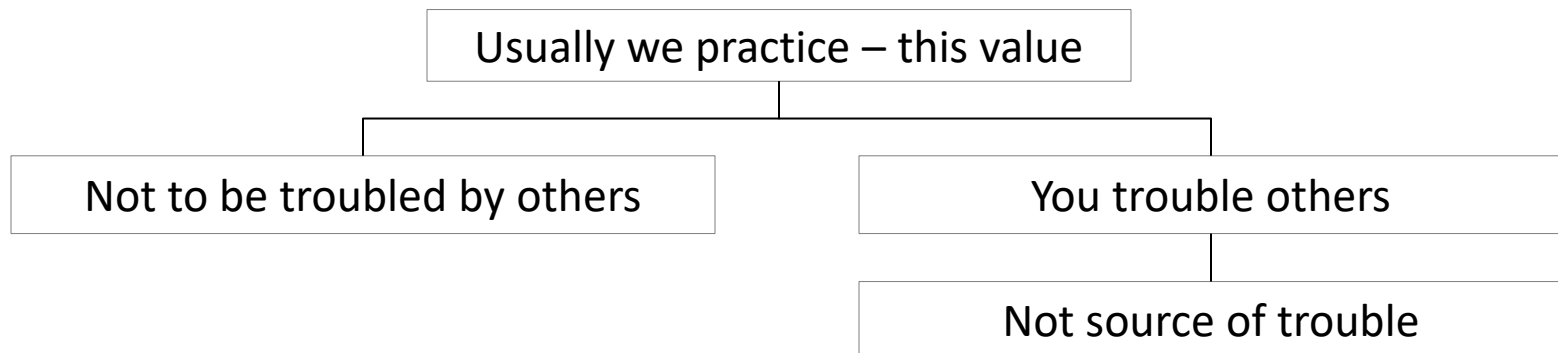 Usually we practice – this value
Not to be troubled by others
You trouble others
Not source of trouble